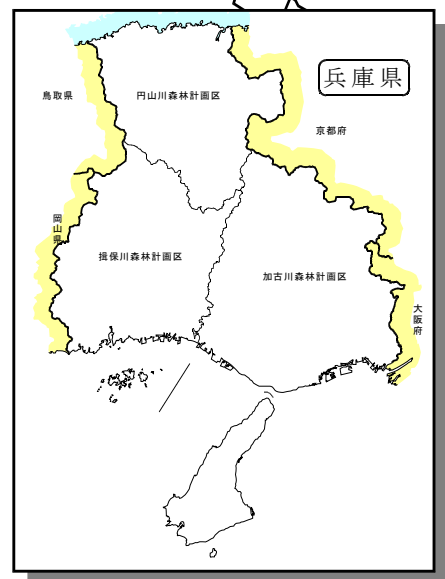 兵庫県
鳥取県
円山川森林計画区
京都府
岡山県
揖保川森林計画区
加古川森林計画区
大阪府